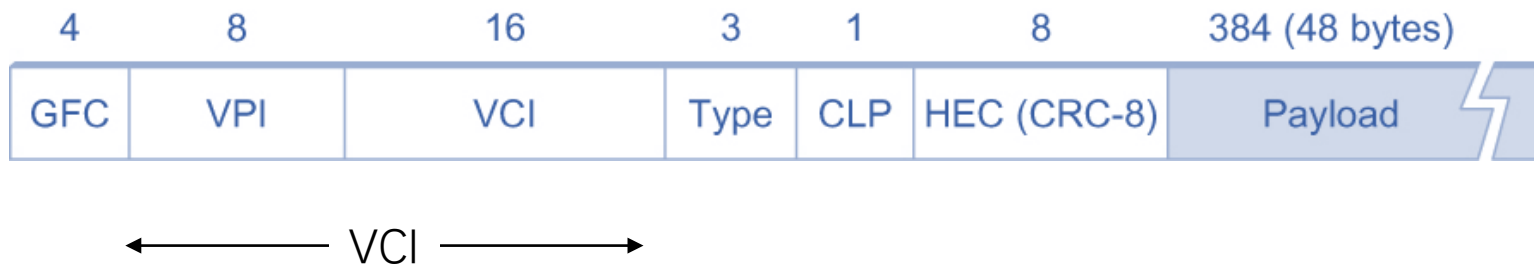 4 8 16 3 1 8 384 (48 bytes)
GFC VPI VCI Type CLP HEC (CRC-8) Payload
VCI